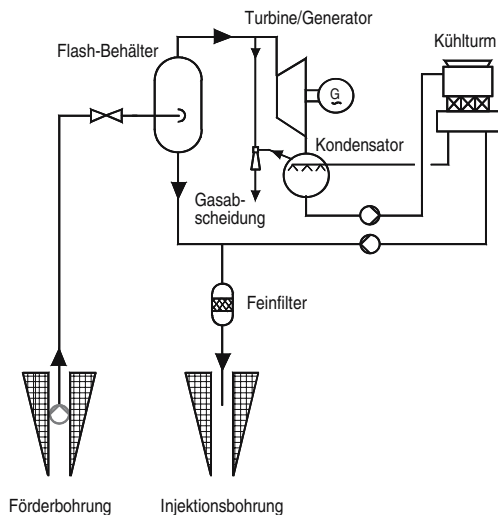 Turbine/Generator
Flash-Behälter
Kühlturm
G
Kondensator
Gasab-
scheidung
Feinfilter
Förderbohrung
Injektionsbohrung